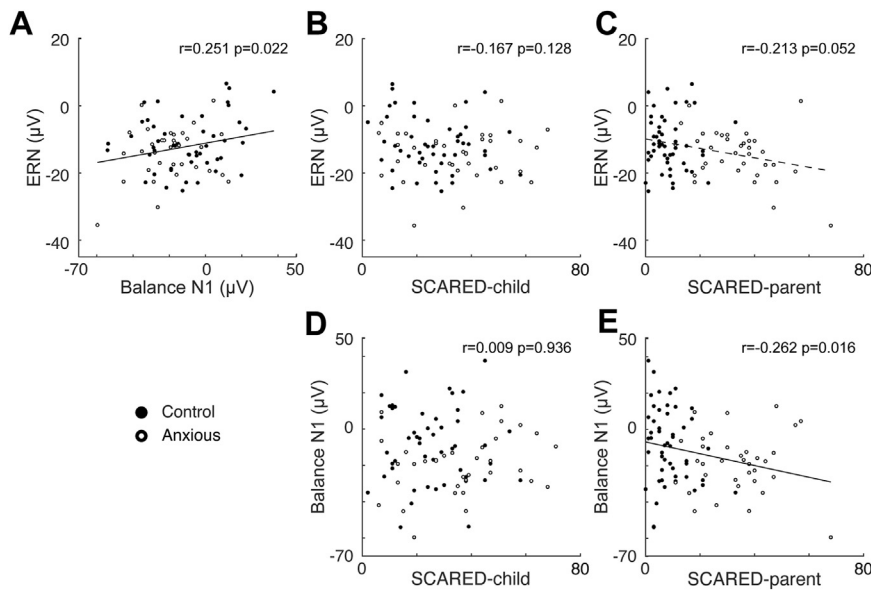 A
r=0.251 p=0.022
20
0
-20
-40
ERN (µV)
-70
0
50
Balance N1 (µV)
B
r=-0.167 p=0.128
20
0
-20
-40
ERN (µV)
0
80
SCARED-child
C
r=-0.213 p=0.052
20
0
-20
-40
ERN (µV)
0
80
SCARED-parent
D
r=0.009 p=0.936
50
0
-70
Balance N1 (µV)
0
80
SCARED-child
E
r=-0.262 p=0.016
50
0
-70
Balance N1 (µV)
0
80
SCARED-parent
Control
Anxious